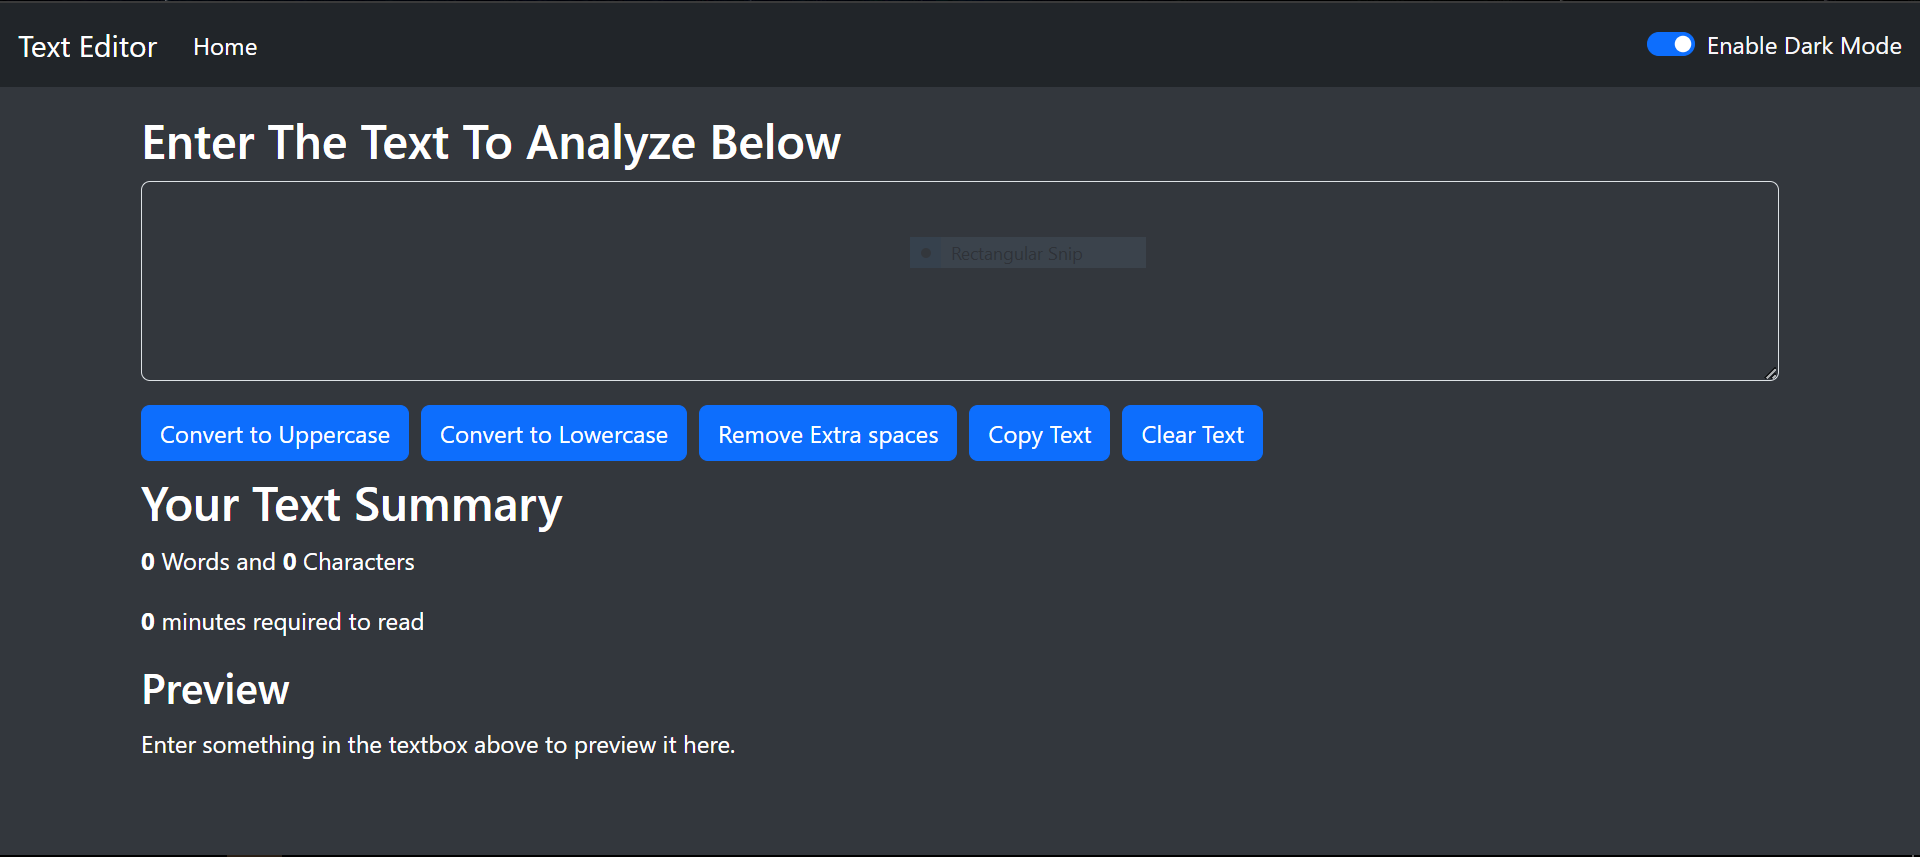 Text Editor Home Enable Dark Mode
Enter The Text To Analyze Below
Rectangular Snip
Convert to Uppercase Convert to Lowercase Remove Extra spaces Copy Text Clear Text
Your Text Summary
0 Words and 0 Characters
0 minutes required to read
Preview
Enter something in the textbox above to preview it here.